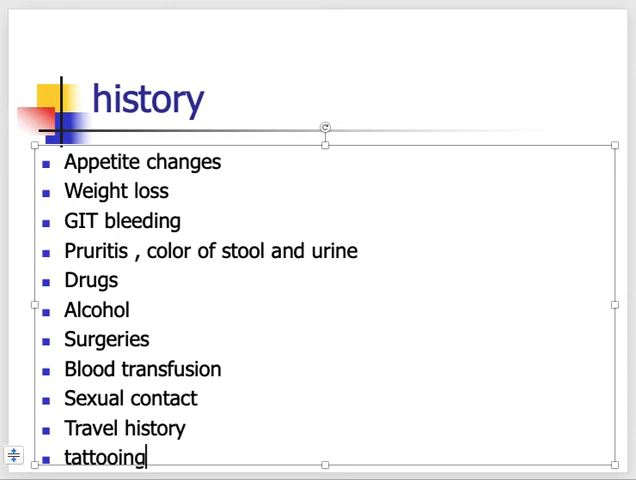 history
Appetite changes
Weight loss
GIT bleeding
Pruritis , color of stool and urine
Drugs
Alcohol
Surgeries
Blood transfusion
Sexual contact
Travel history
tattooing